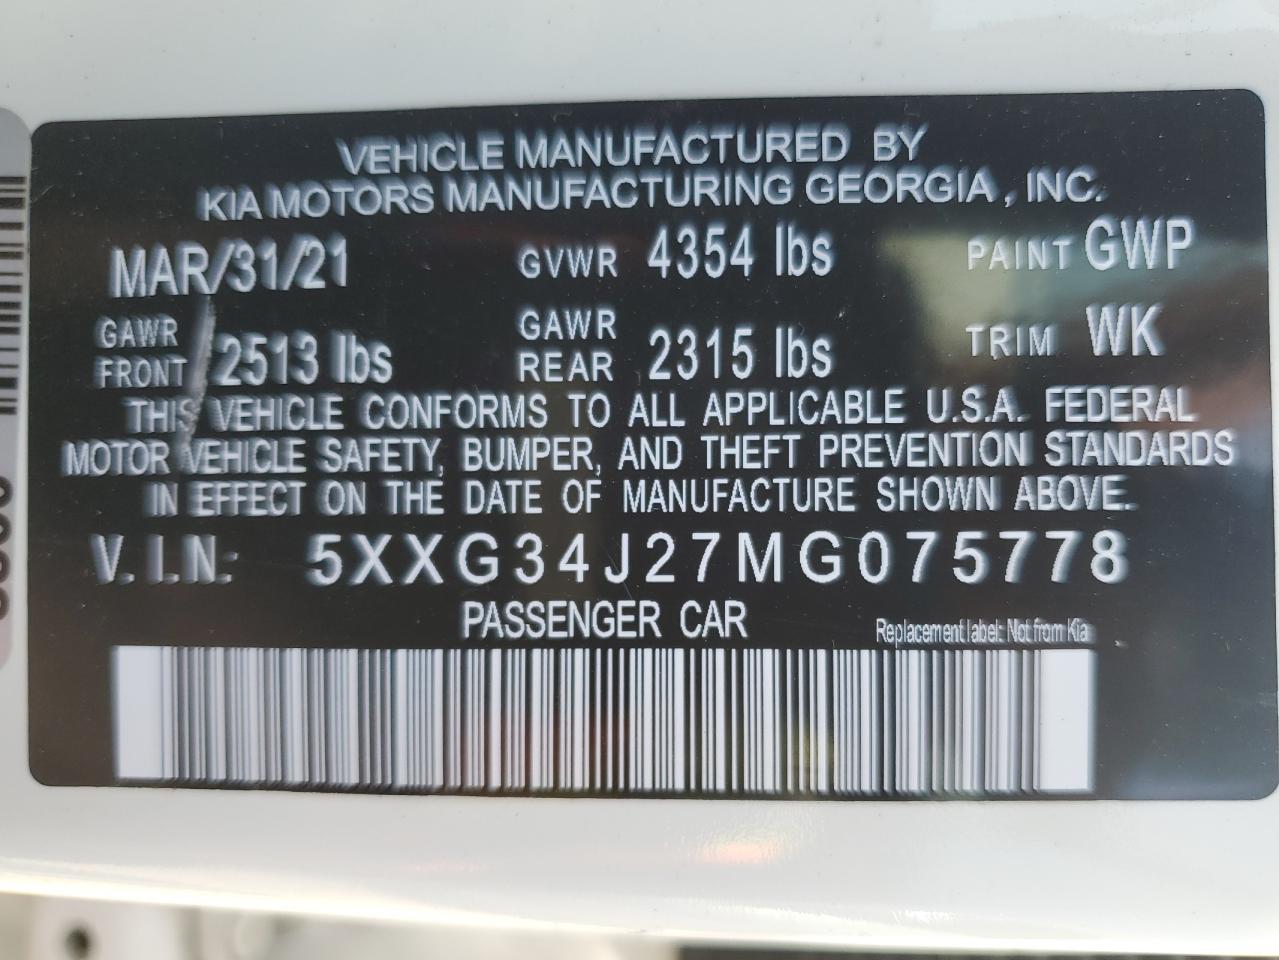 VEHICLE MANUFACTURED BY
KIA MOTORS MANUFACTURING GEORGIA, INC.
MAR/31/21 GVWR 4354 lbs PAINT GWP
GAWR FRONT 2513 lbs GAWR REAR 2315 lbs TRIM WK
THIS VEHICLE CONFORMS TO ALL APPLICABLE U.S.A. FEDERAL
MOTOR VEHICLE SAFETY, BUMPER, AND THEFT PREVENTION STANDARDS
IN EFFECT ON THE DATE OF MANUFACTURE SHOWN ABOVE.
V.I.N.: 5XXG34J27MG075778
PASSENGER CAR
Replacement label: Not from Kia